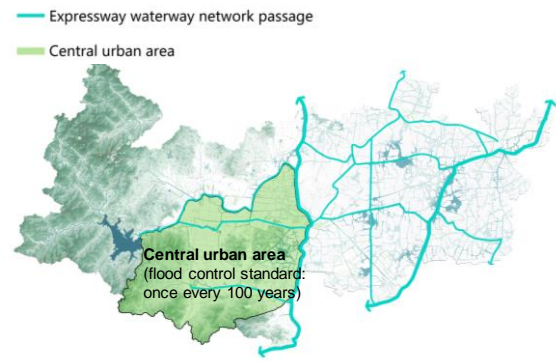 Expressway waterway network passage
Central urban area
Central urban area
(flood control standard:
once every 100 years)